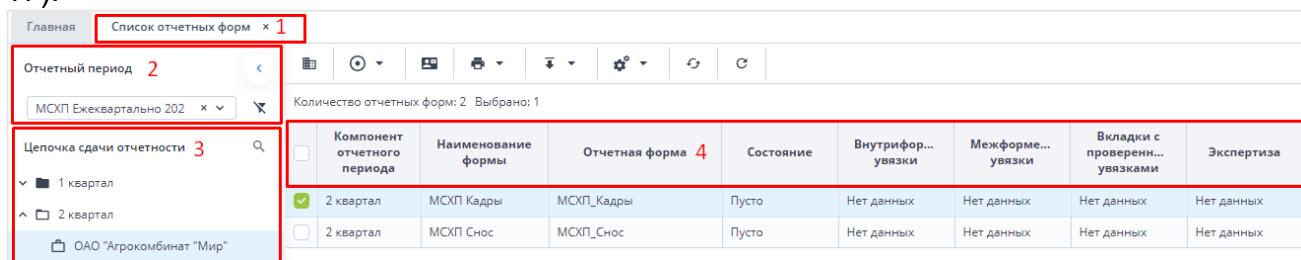 Главная Список отчетных форм × 1
Отчетный период 2
МСХП Ежеквартально 202 ×
Количество отчетных форм: 2 Выбрано: 1
Цепочка сдачи отчетности 3
Компонент отчетного периода Наименование формы Отчетная форма 4 Состояние Внутрифор... увязки Межформе... увязки Вкладки с проверенн... увязками Экспертиза
1 квартал
2 квартал МСХП Кадры МСХП_Кадры Пусто Нет данных Нет данных Нет данных Нет данных
2 квартал
2 квартал МСХП Снос МСХП_Снос Пусто Нет данных Нет данных Нет данных Нет данных
ОАО "Агрокомбинат "Мир"